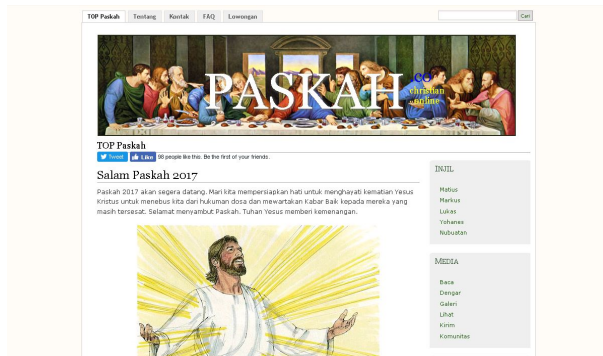 TOP Paskah Tentang Kontak FAQ Lowongan Cari
PASKAH
.co
christian
online
TOP Paskah
Tweet Like 98 people like this. Be the first of your friends.
Salam Paskah 2017
Paskah 2017 akan segera datang. Mari kita mempersiapkan hati untuk menghayati kematian Yesus
Kristus untuk menebus kita dari hukuman dosa dan mewartakan Kabar Baik kepada mereka yang
masih tersesat. Selamat menyambut Paskah. Tuhan Yesus memberi kemenangan.
INJIL
Matius
Markus
Lukas
Yohanes
Nubuatan
MEDIA
Baca
Dengar
Galeri
Lihat
Kirim
Komunitas